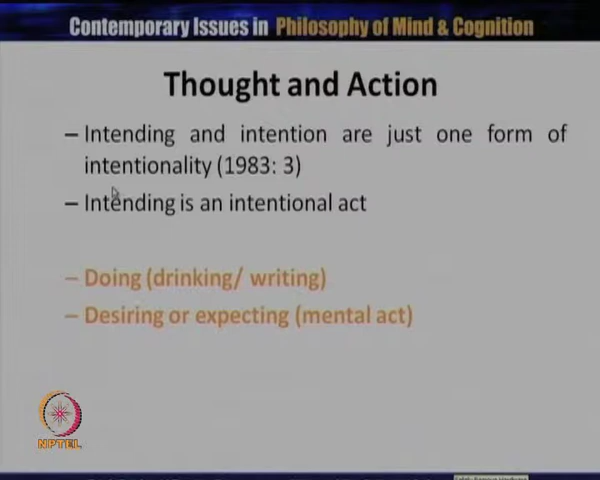 Contemporary Issues in Philosophy of Mind & Cognition
Thought and Action
– Intending and intention are just one form of
intentionality (1983: 3)
– Intending is an intentional act
– Doing (drinking/ writing)
– Desiring or expecting (mental act)
NPTEL